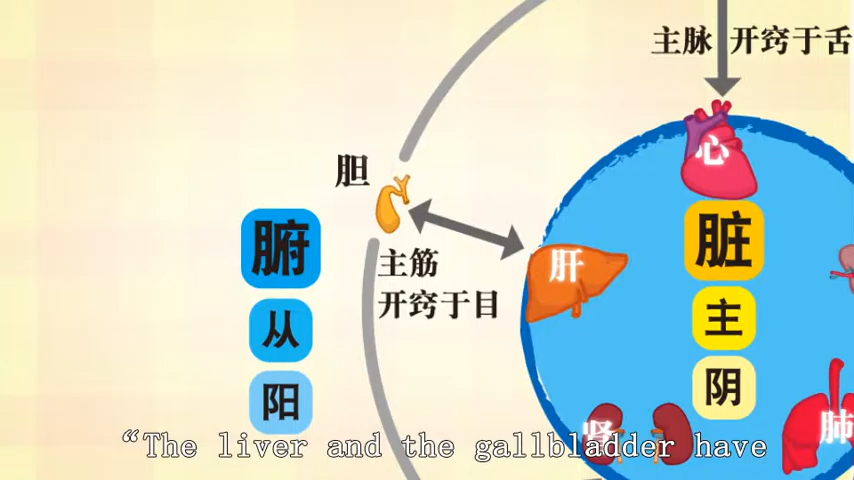 主脉 开窍于舌
心
胆
腑
从
阳
主筋
开窍于目
肝
脏
主
阴
肾
肺
“The liver and the gallbladder have